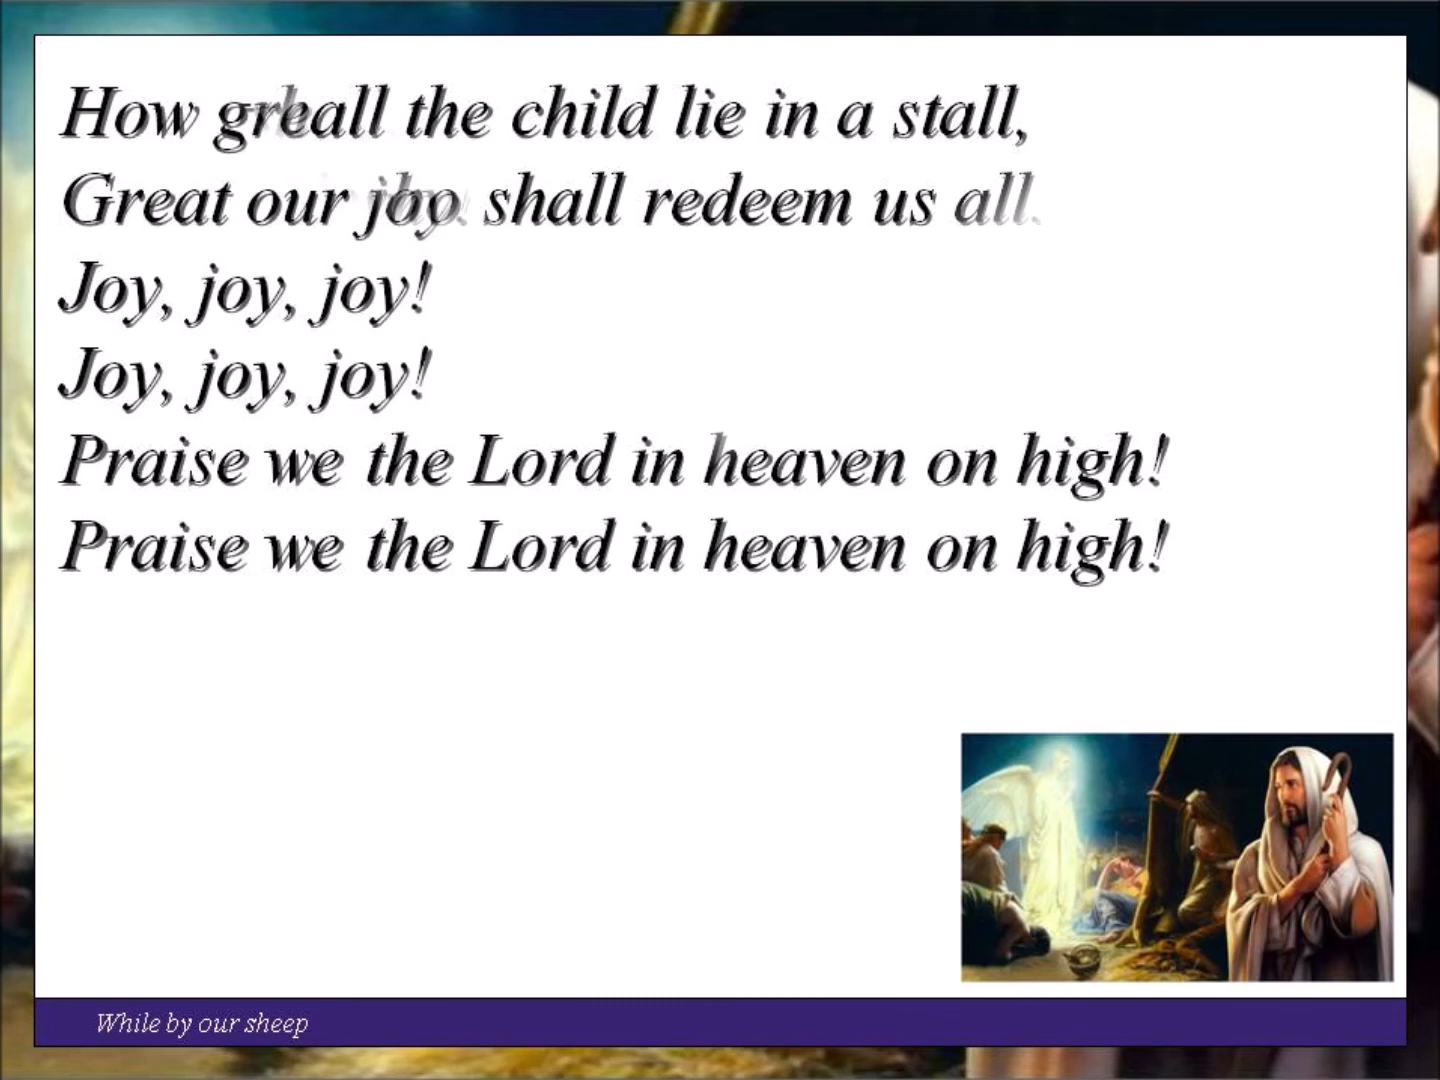 How the child lie in a stall,
Great our shall redeem us all.
Joy, joy, joy!
Joy, joy, joy!
Praise we the Lord in heaven on high!
Praise we the Lord in heaven on high!
While by our sheep